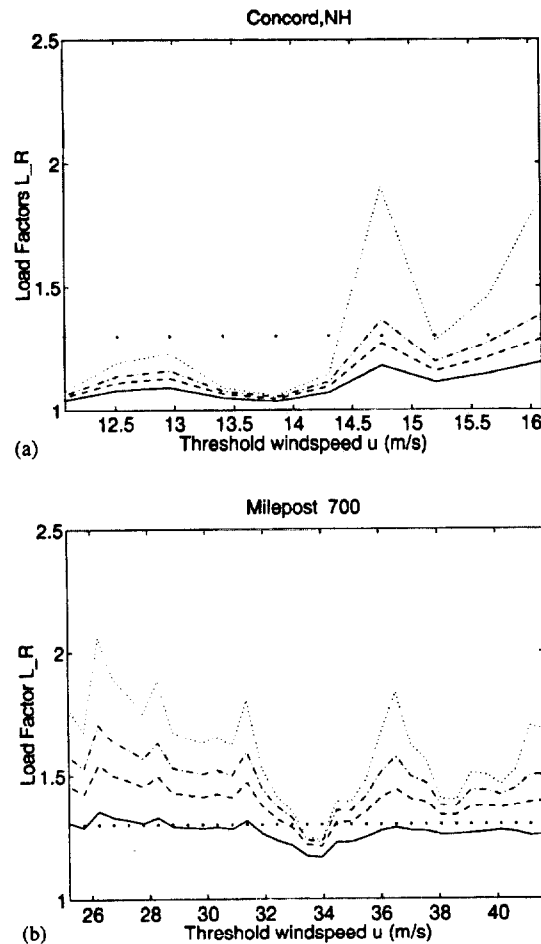 Concord,NH
2.5
2
1.5
1
Load Factors L_R
12.5 13 13.5 14 14.5 15 15.5 16
Threshold windspeed u (m/s)
(a)
Milepost 700
2.5
2
1.5
1
Load Factor L_R
26 28 30 32 34 36 38 40
Threshold windspeed u (m/s)
(b)